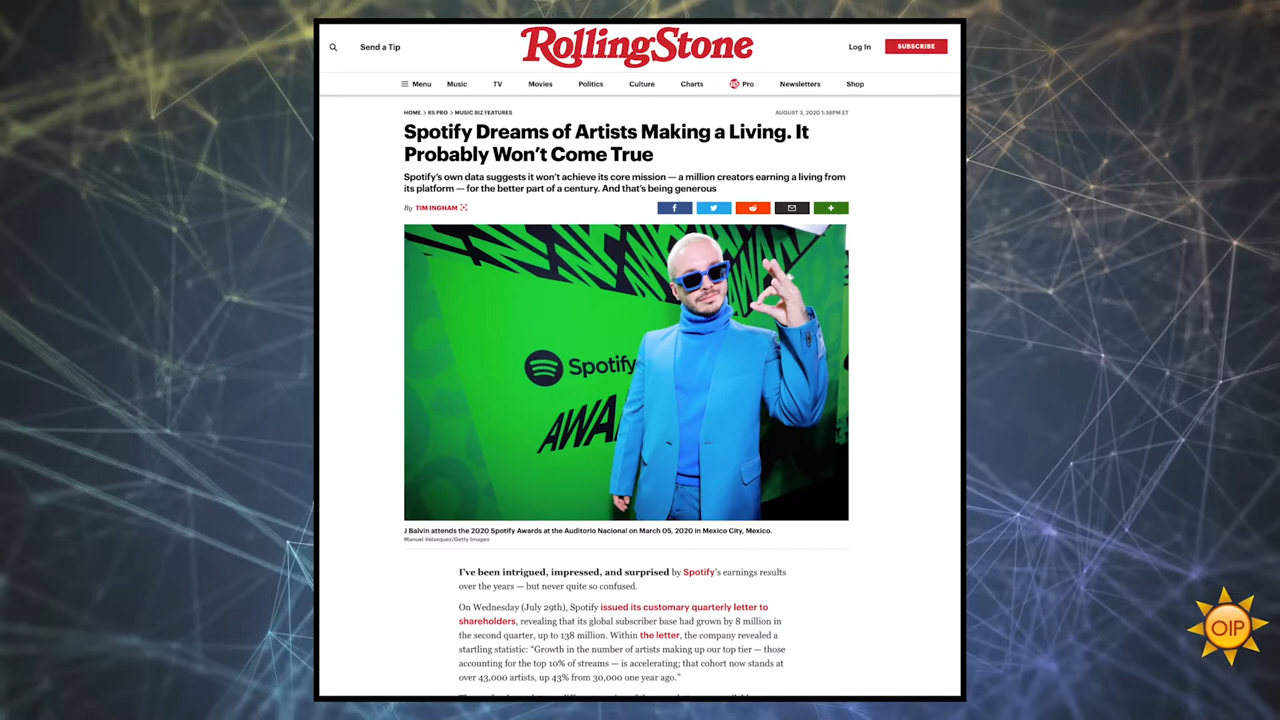 Send a Tip
RollingStone
Log In
SUBSCRIBE
Menu Music TV Movies Politics Culture Charts RS Pro Newsletters Shop
HOME > RS PRO > MUSIC BIZ FEATURES
AUGUST 3, 2020 1:38PM ET
Spotify Dreams of Artists Making a Living. It
Probably Won't Come True
Spotify's own data suggests it won't achieve its core mission — a million creators earning a living from
its platform — for the better part of a century. And that's being generous
By TIM INGHAM
Spotify
AWA
J Balvin attends the 2020 Spotify Awards at the Auditorio Nacional on March 05, 2020 in Mexico City, Mexico.
Manuel Velasquez/Getty Images
I've been intrigued, impressed, and surprised by Spotify's earnings results
over the years — but never quite so confused.
On Wednesday (July 29th), Spotify issued its customary quarterly letter to
shareholders, revealing that its global subscriber base had grown by 8 million in
the second quarter, up to 138 million. Within the letter, the company revealed a
startling statistic: "Growth in the number of artists making up our top tier — those
accounting for the top 10% of streams — is accelerating; that cohort now stands at
over 43,000 artists, up 43% from 30,000 one year ago."
OIP